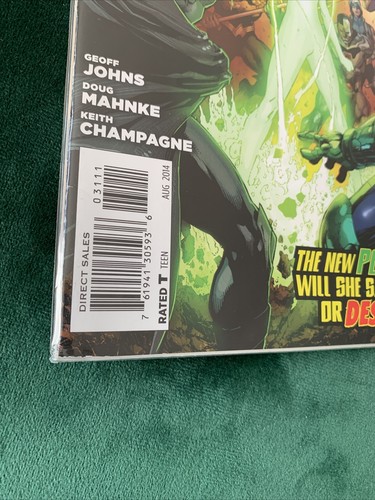 GEOFF
JOHNS
DOUG
MAHNKE
KEITH
CHAMPAGNE
03111
DIRECT SALES
7 61941 30593 6
RATED T TEEN
AUG 2014
THE NEW
WILL SHE
OR